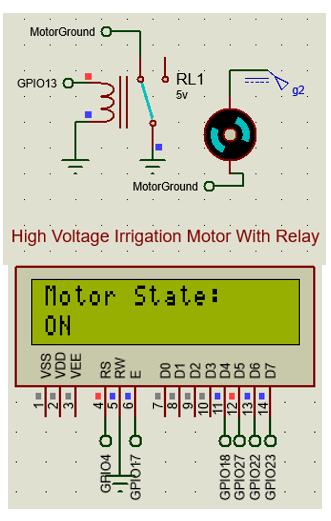 MotorGround
GPIO13
RL1
5v
g2
MotorGround
High Voltage Irrigation Motor With Relay
Motor State:
ON
VSS
VDD
VEE
RS
RW
E
D0
D1
D2
D3
D4
D5
D6
D7
1
2
3
4
5
6
7
8
9
10
11
12
13
14
GPIO4
GPIO17
GPIO18
GPIO27
GPIO22
GPIO23